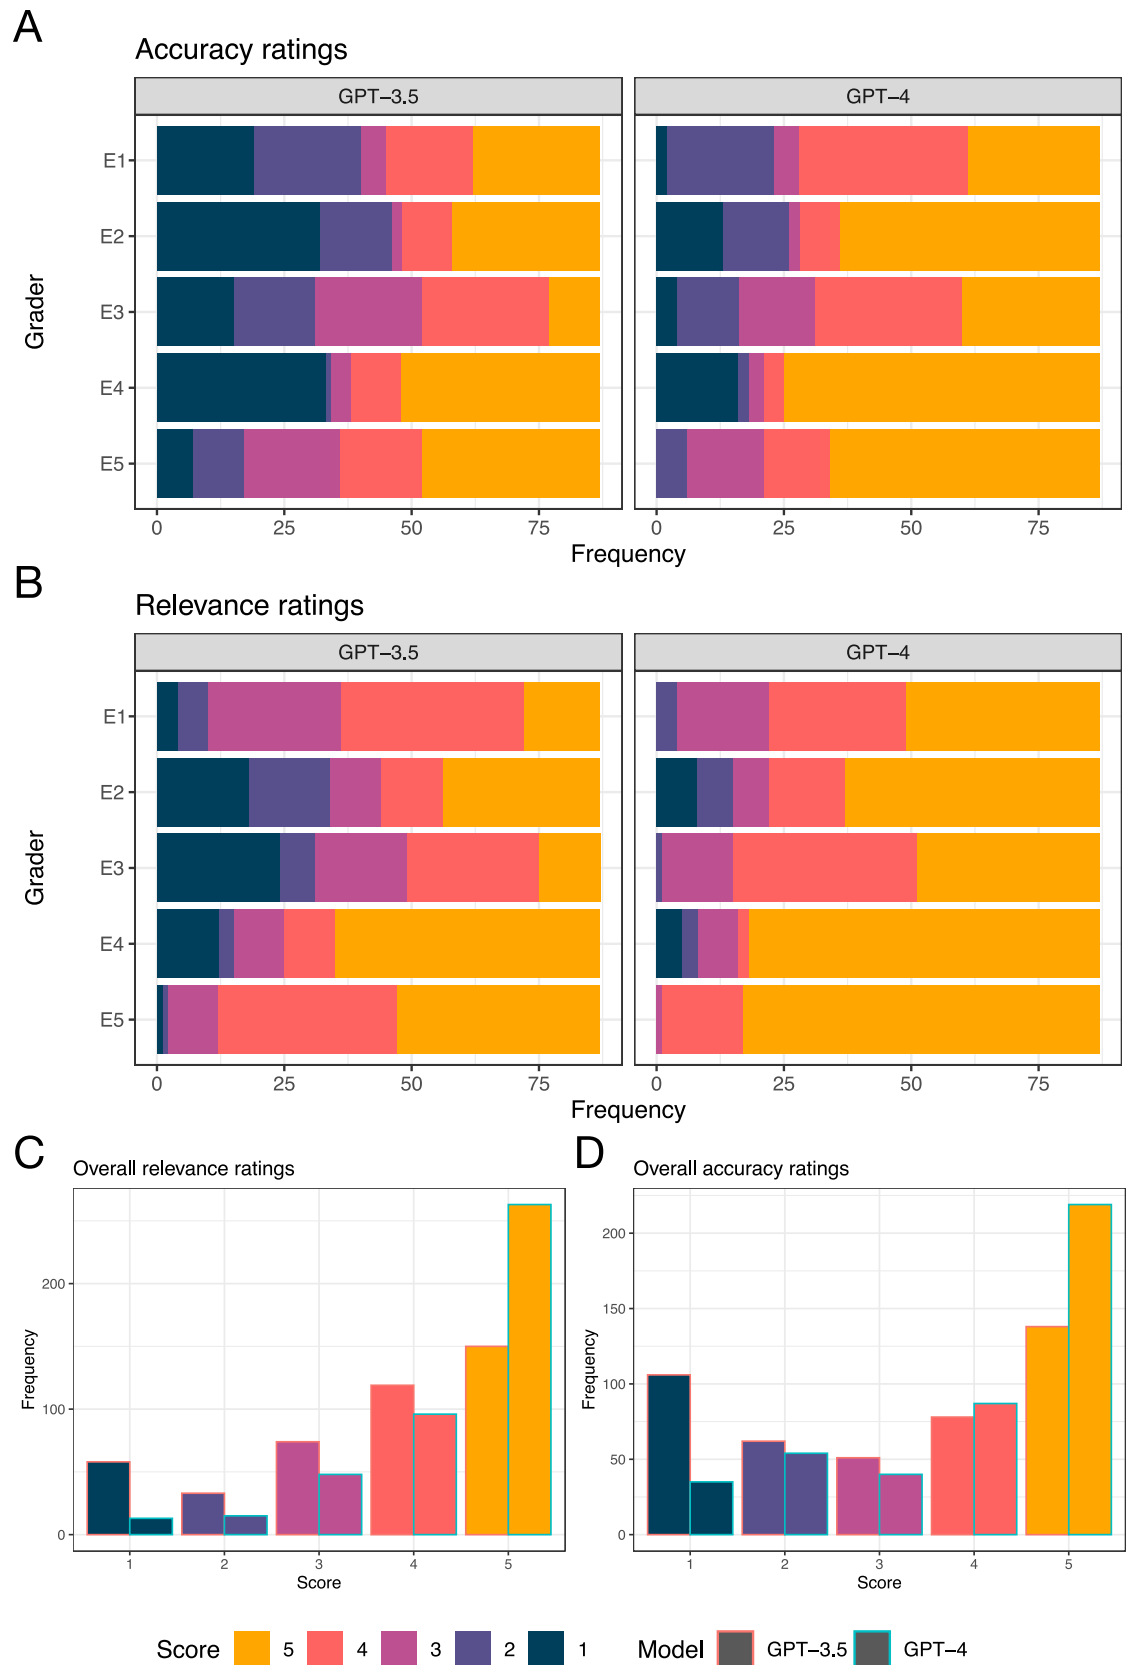 A
Accuracy ratings
GPT−3.5
GPT−4
E1
E2
E3
E4
E5
Grader
0 25 50 75
0 25 50 75
Frequency
B
Relevance ratings
GPT−3.5
GPT−4
E1
E2
E3
E4
E5
Grader
0 25 50 75
0 25 50 75
Frequency
C
Overall relevance ratings
200
100
0
Frequency
1 2 3 4 5
Score
D
Overall accuracy ratings
200
150
100
50
0
Frequency
1 2 3 4 5
Score
Score 5 4 3 2 1
Model GPT−3.5 GPT−4